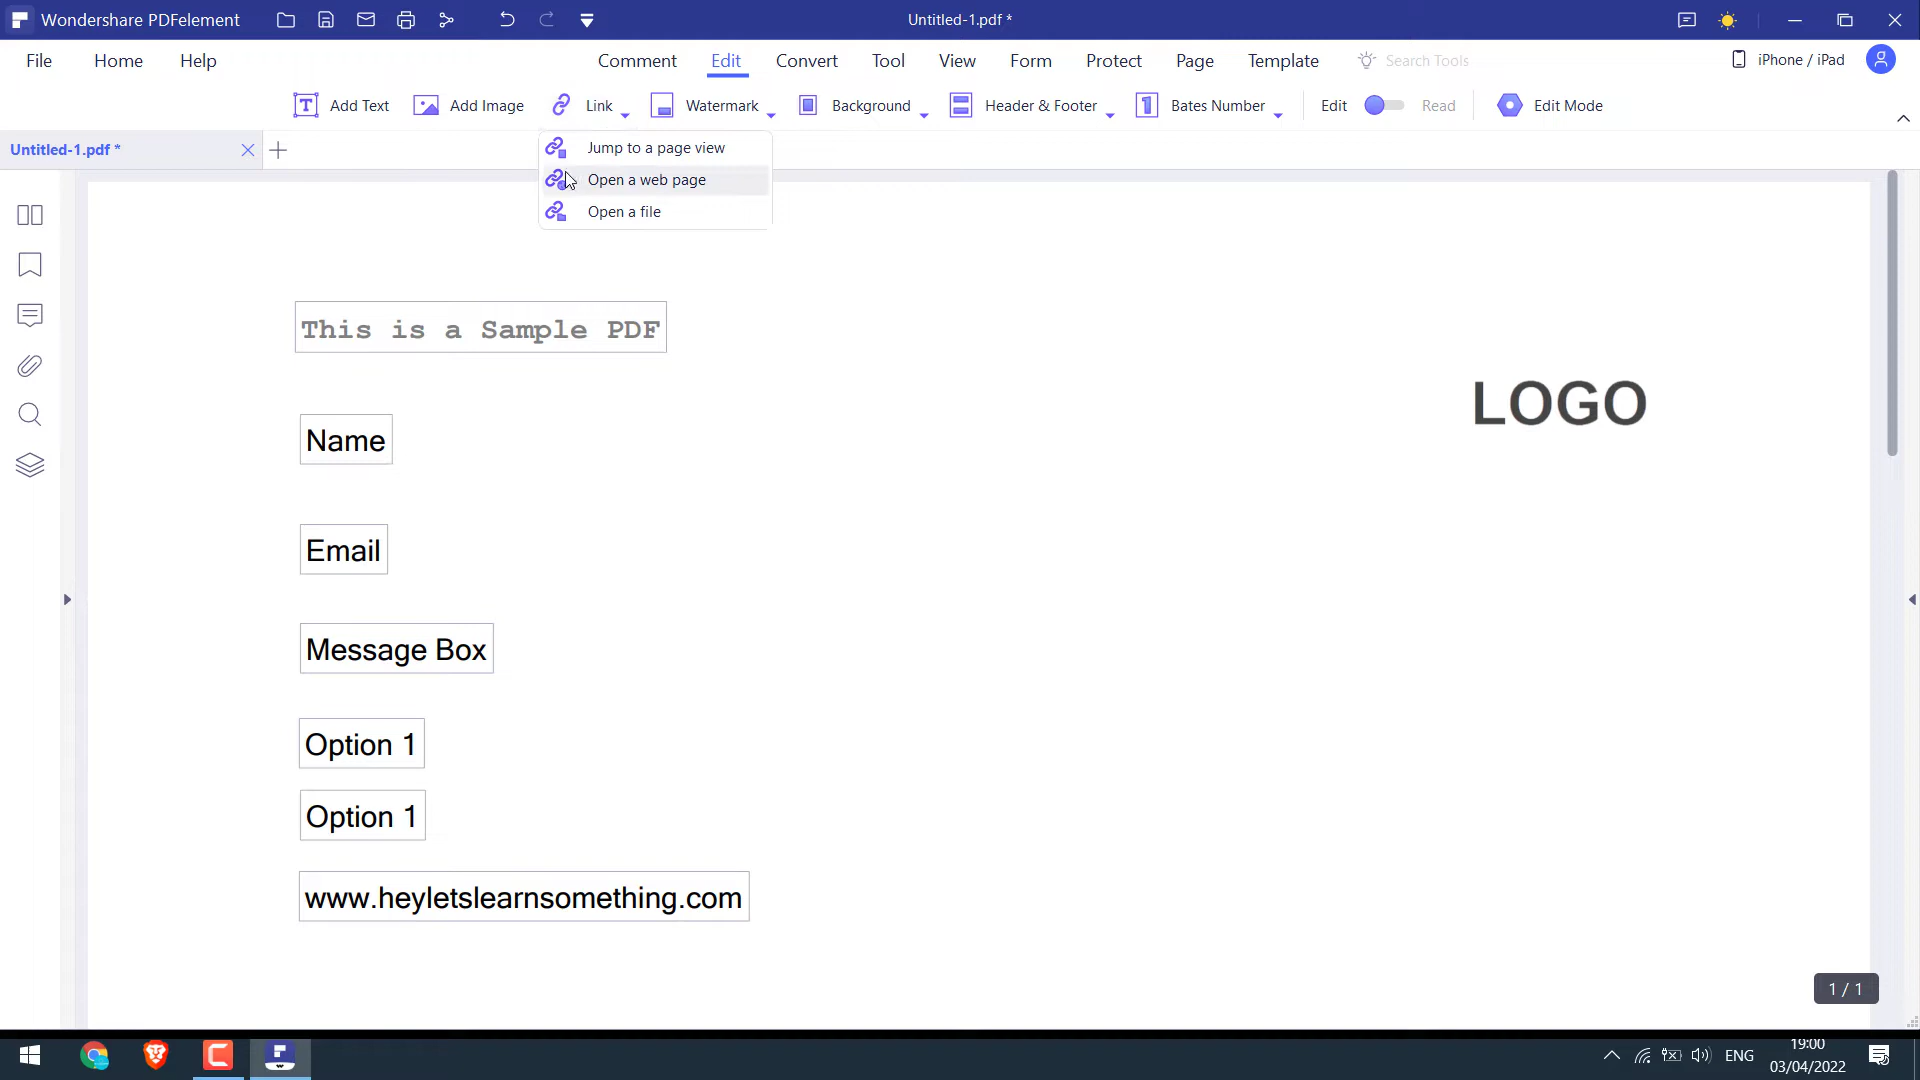 Wondershare PDFelement
Untitled-1.pdf *
File Home Help Comment Edit Convert Tool View Form Protect Page Template Search Tools iPhone / iPad
Add Text Add Image Link Watermark Background Header & Footer Bates Number Edit Read Edit Mode
Untitled-1.pdf *
Jump to a page view
Open a web page
Open a file
This is a Sample PDF
LOGO
Name
Email
Message Box
Option 1
Option 1
www.heyletslearnsomething.com
1 / 1
19:00
ENG
03/04/2022